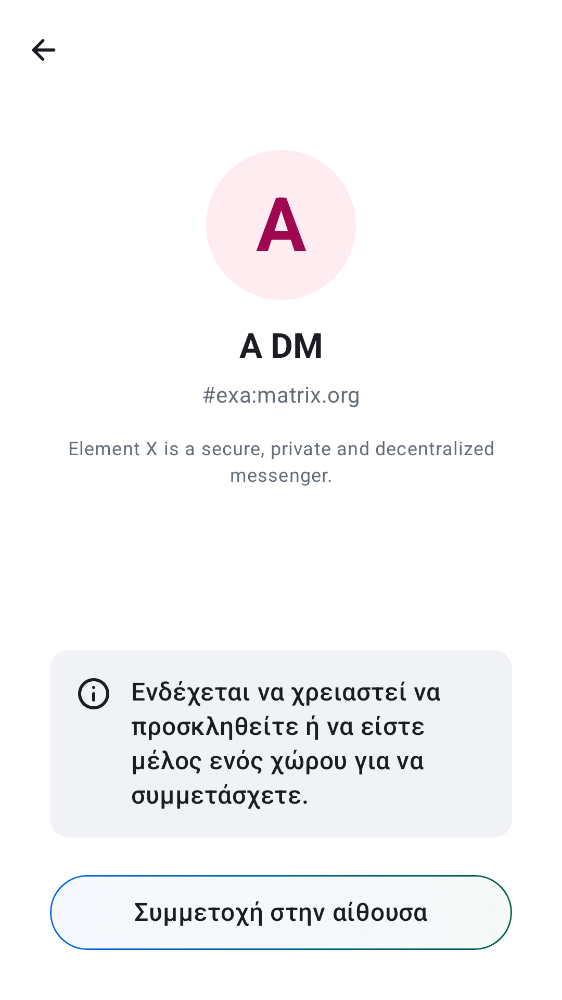 A
A DM
#exa:matrix.org
Element X is a secure, private and decentralized
messenger.
Ενδέχεται να χρειαστεί να
προσκληθείτε ή να είστε
μέλος ενός χώρου για να
συμμετάσχετε.
Συμμετοχή στην αίθουσα